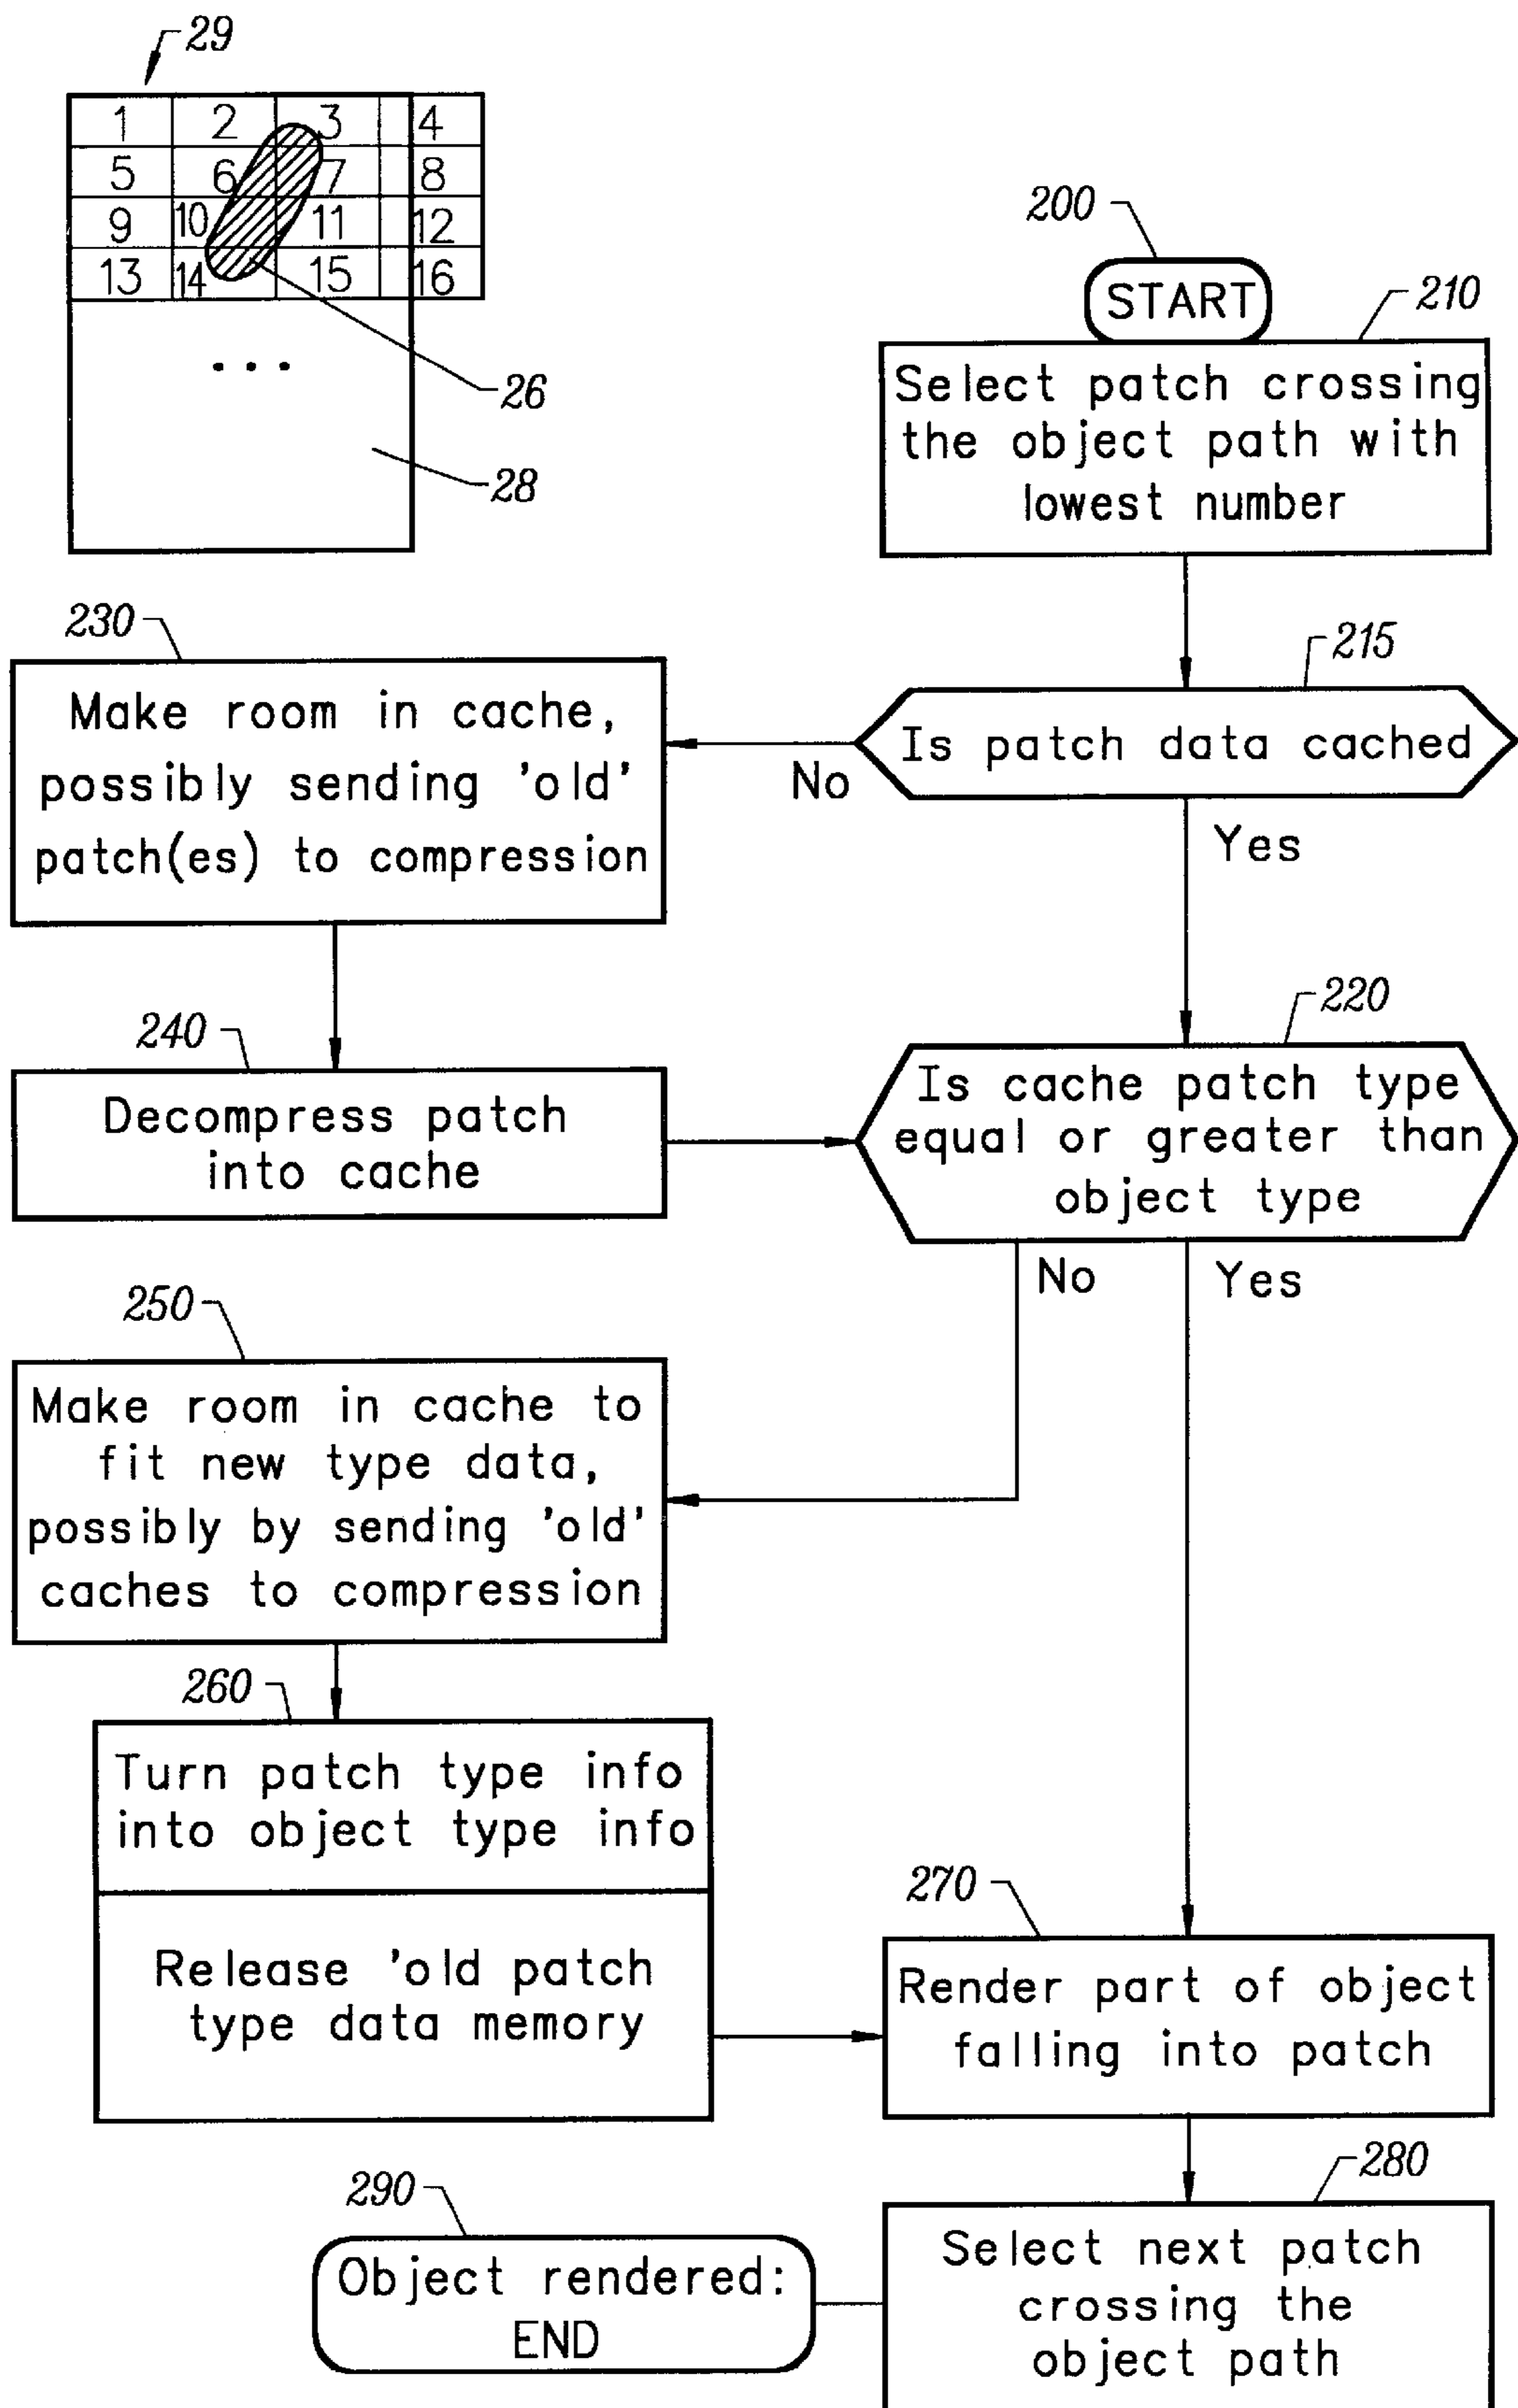 29
1 2 3 4
5 6 7 8
9 10 11 12
13 14 15 16
...
26
28
200
START
210
Select patch crossing
the object path with
lowest number
215
Is patch data cached
No
Yes
230
Make room in cache,
possibly sending 'old'
patch(es) to compression
240
Decompress patch
into cache
220
Is cache patch type
equal or greater than
object type
No
Yes
250
Make room in cache to
fit new type data,
possibly by sending 'old'
caches to compression
260
Turn patch type info
into object type info
Release 'old patch
type data memory
270
Render part of object
falling into patch
280
Select next patch
crossing the
object path
290
Object rendered:
END